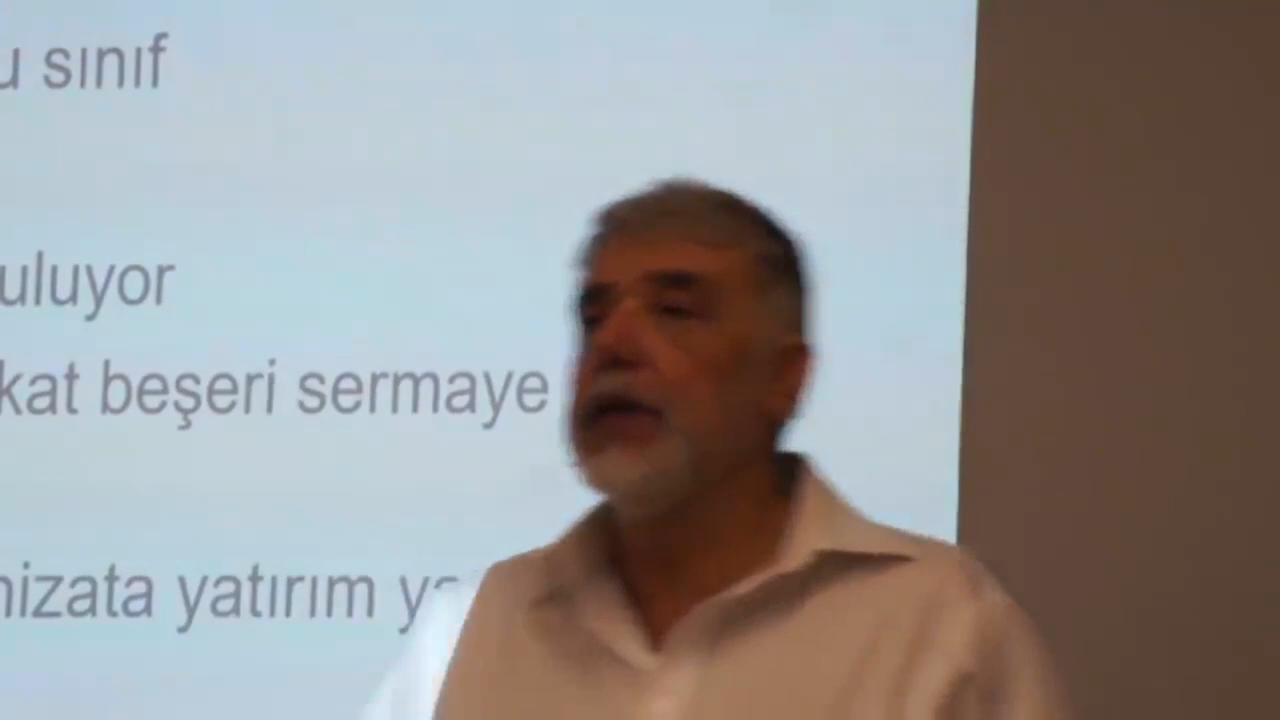 u sınıf
uluyor
kat beşeri sermaye
nizata yatırım